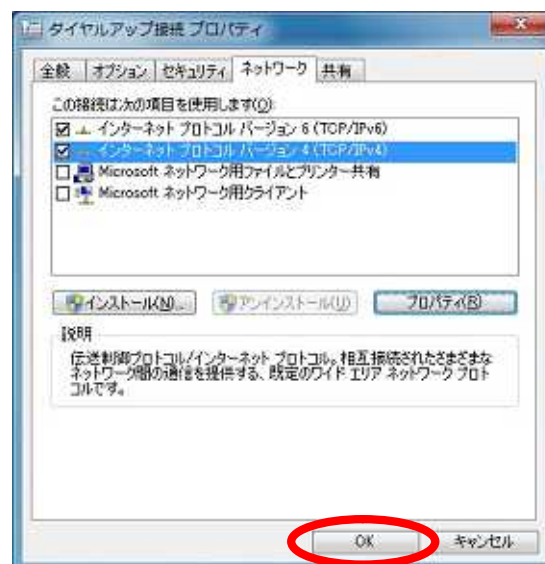 ダイヤルアップ接続 プロパティ
全般 オプション セキュリティ ネットワーク 共有
この接続は次の項目を使用します(O):
インターネット プロトコル バージョン 6 (TCP/IPv6)
インターネット プロトコル バージョン 4 (TCP/IPv4)
Microsoft ネットワーク用ファイルとプリンター共有
Microsoft ネットワーク用クライアント
インストール(N)... アンインストール(U) プロパティ(R)
説明
伝送制御プロトコル/インターネット プロトコル。相互接続されたさまざまな
ネットワーク間の通信を提供する、既定のワイド エリア ネットワーク プロト
コルです。
OK キャンセル